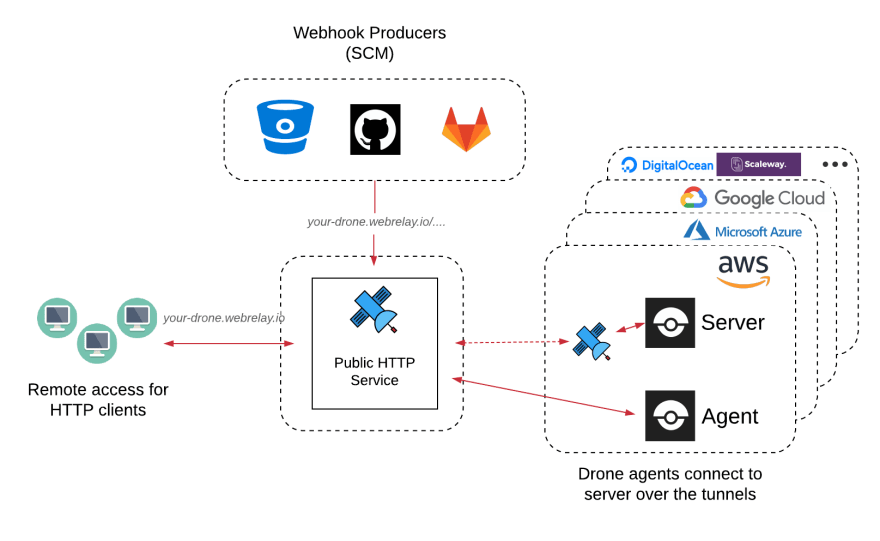 Webhook Producers
(SCM)
your-drone.webrelay.io/....
DigitalOcean
Scaleway.
Google Cloud
Microsoft Azure
aws
your-drone.webrelay.io
Public HTTP
Service
Server
Agent
Remote access for
HTTP clients
Drone agents connect to
server over the tunnels